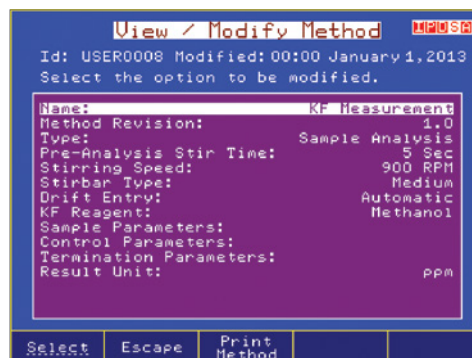 View / Modify Method
Id: USER0008 Modified: 00:00 January 1, 2013
Select the option to be modified.
Name: KF Measurement
Method Revision: 1.0
Type: Sample Analysis
Pre-Analysis Stir Time: 5 Sec
Stirring Speed: 900 RPM
Stirbar Type: Medium
Drift Entry: Automatic
KF Reagent: Methanol
Sample Parameters:
Control Parameters:
Termination Parameters:
Result Unit: ppm
Select Escape Print Method